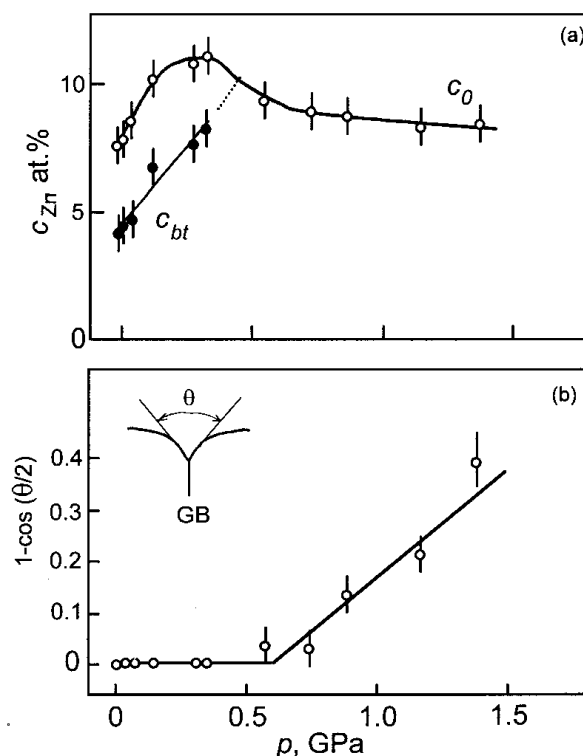 (a)
10
5
0
c_Zn at.%
c_0
c_bt
(b)
θ
GB
0.4
0.3
0.2
0.1
0
1-cos (θ/2)
0 0.5 1.0 1.5
p, GPa